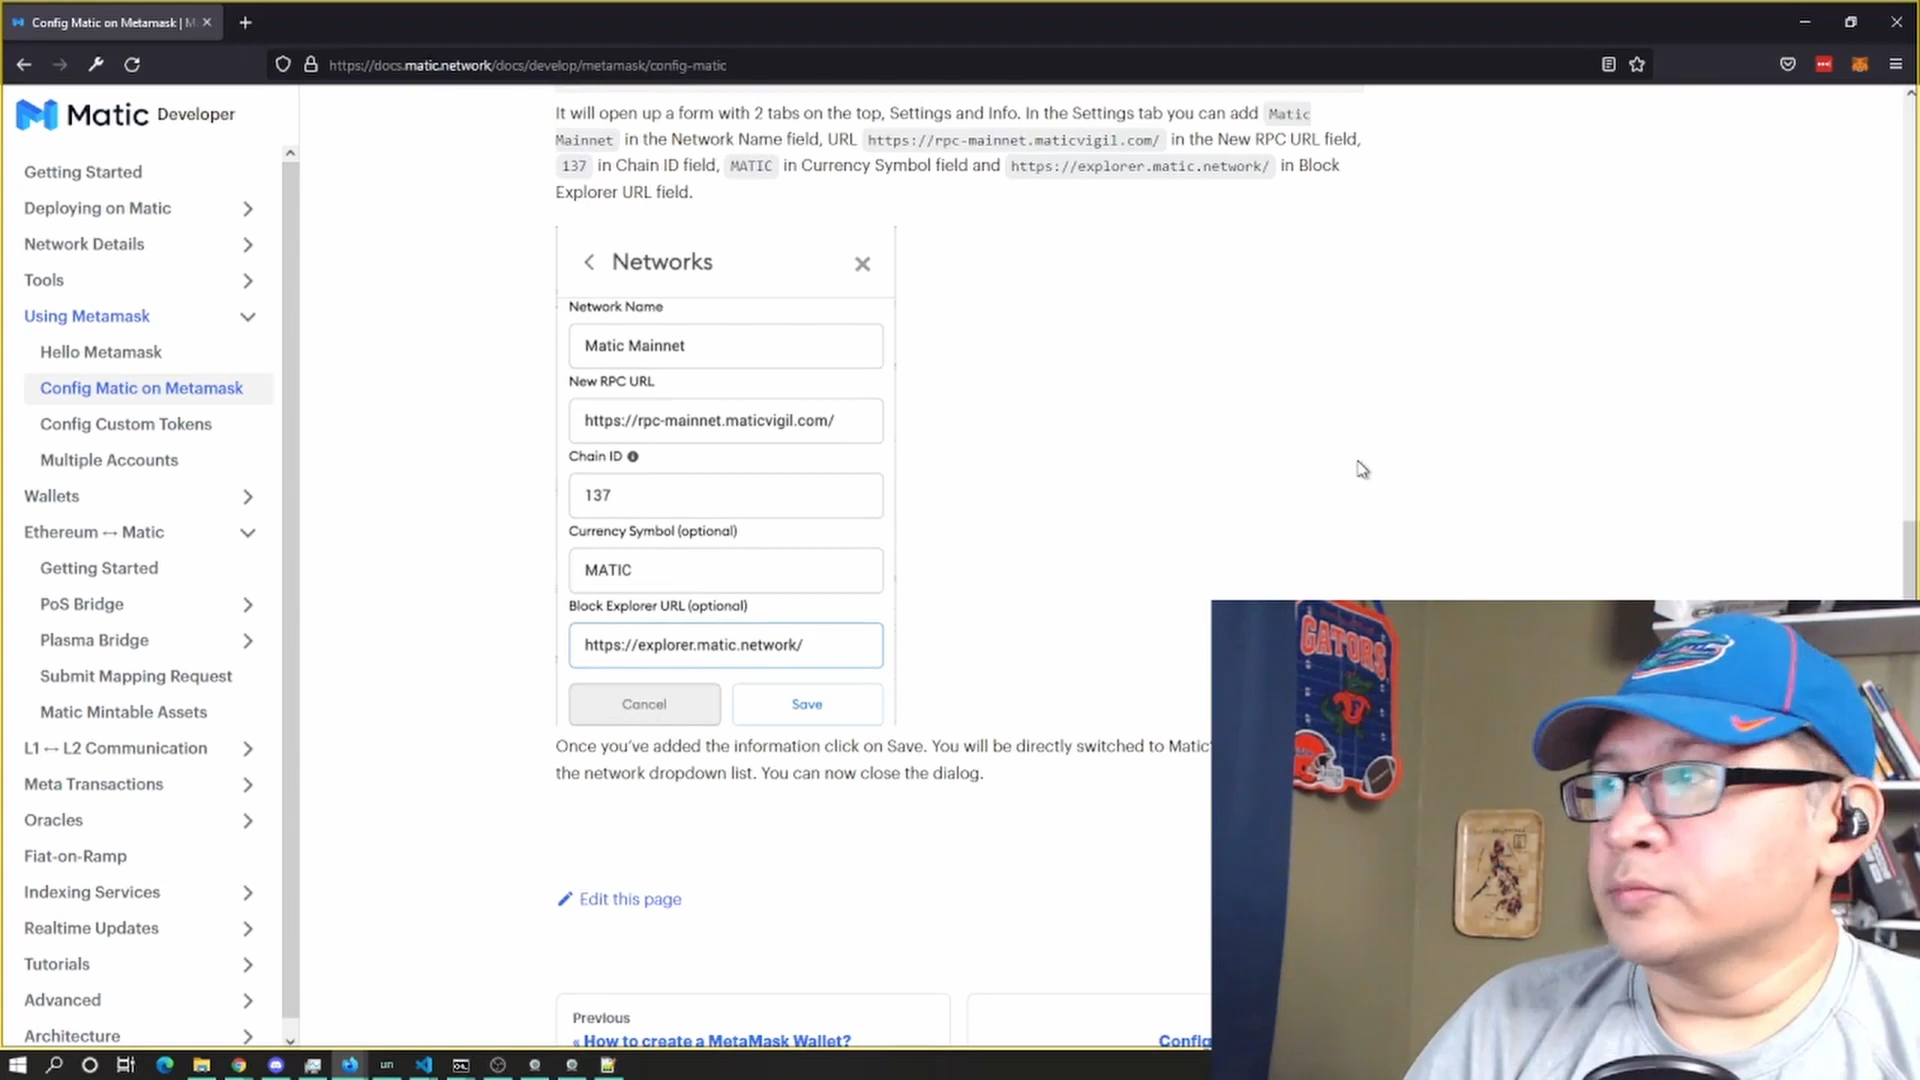 Config Matic on Metamask | M
https://docs.matic.network/docs/develop/metamask/config-matic
Matic Developer
Getting Started
Deploying on Matic
Network Details
Tools
Using Metamask
Hello Metamask
Config Matic on Metamask
Config Custom Tokens
Multiple Accounts
Wallets
Ethereum ↔ Matic
Getting Started
PoS Bridge
Plasma Bridge
Submit Mapping Request
Matic Mintable Assets
L1 ↔ L2 Communication
Meta Transactions
Oracles
Fiat-on-Ramp
Indexing Services
Realtime Updates
Tutorials
Advanced
Architecture
It will open up a form with 2 tabs on the top, Settings and Info. In the Settings tab you can add Matic
Mainnet in the Network Name field, URL https://rpc-mainnet.maticvigil.com/ in the New RPC URL field,
137 in Chain ID field, MATIC in Currency Symbol field and https://explorer.matic.network/ in Block
Explorer URL field.
Networks
Network Name
Matic Mainnet
New RPC URL
https://rpc-mainnet.maticvigil.com/
Chain ID
137
Currency Symbol (optional)
MATIC
Block Explorer URL (optional)
https://explorer.matic.network/
Cancel Save
Once you've added the information click on Save. You will be directly switched to Matic'
the network dropdown list. You can now close the dialog.
Edit this page
Previous
« How to create a MetaMask Wallet?
Config
GATORS
un